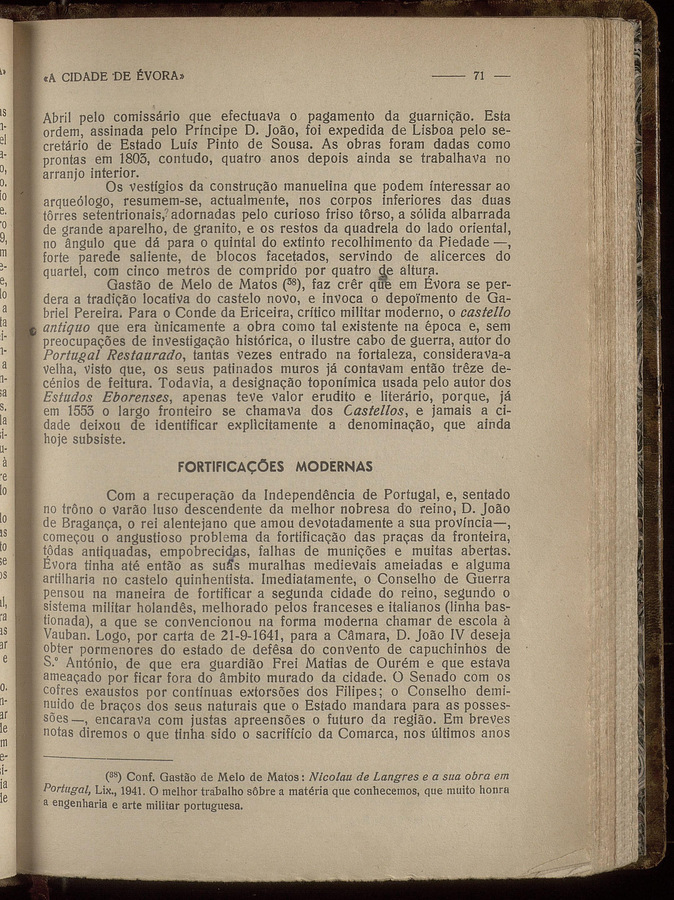 «A CIDADE DE ÉVORA» —— 71 —
Abril pelo comissário que efectuava o pagamento da guarnição. Esta
ordem, assinada pelo Príncipe D. João, foi expedida de Lisboa pelo se-
cretário de Estado Luís Pinto de Sousa. As obras foram dadas como
prontas em 1803, contudo, quatro anos depois ainda se trabalhava no
arranjo interior.
Os vestígios da construção manuelina que podem interessar ao
arqueólogo, resumem-se, actualmente, nos corpos inferiores das duas
tôrres setentrionais, adornadas pelo curioso friso tôrso, a sólida albarrada
de grande aparelho, de granito, e os restos da quadrela do lado oriental,
no ângulo que dá para o quintal do extinto recolhimento da Piedade —,
forte parede saliente, de blocos facetados, servindo de alicerces do
quartel, com cinco metros de comprido por quatro de altura.
Gastão de Melo de Matos (³⁸), faz crêr que em Évora se per-
dera a tradição locativa do castelo novo, e invoca o depoïmento de Ga-
briel Pereira. Para o Conde da Ericeira, crítico militar moderno, o castello
antiquo que era ùnicamente a obra como tal existente na época e, sem
preocupações de investigação histórica, o ilustre cabo de guerra, autor do
Portugal Restaurado, tantas vezes entrado na fortaleza, considerava-a
velha, visto que, os seus patinados muros já contavam então trêze de-
cénios de feitura. Todavia, a designação toponímica usada pelo autor dos
Estudos Eborenses, apenas teve valor erudito e literário, porque, já
em 1553 o largo fronteiro se chamava dos Castellos, e jamais a ci-
dade deixou de identificar explìcitamente a denominação, que ainda
hoje subsiste.
FORTIFICAÇÕES MODERNAS
Com a recuperação da Independência de Portugal, e, sentado
no trôno o varão luso descendente da melhor nobresa do reino, D. João
de Bragança, o rei alentejano que amou devotadamente a sua província—,
começou o angustioso problema da fortificação das praças da fronteira,
tôdas antiquadas, empobrecidas, falhas de munições e muitas abertas.
Évora tinha até então as suas muralhas medievais ameiadas e alguma
artilharia no castelo quinhentista. Imediatamente, o Conselho de Guerra
pensou na maneira de fortificar a segunda cidade do reino, segundo o
sistema militar holandês, melhorado pelos franceses e italianos (linha bas-
tionada), a que se convencionou na forma moderna chamar de escola à
Vauban. Logo, por carta de 21-9-1641, para a Câmara, D. João IV deseja
obter pormenores do estado de defêsa do convento de capuchinhos de
S.º António, de que era guardião Frei Matias de Ourém e que estava
ameaçado por ficar fora do âmbito murado da cidade. O Senado com os
cofres exaustos por contínuas extorsões dos Filipes; o Conselho demi-
nuido de braços dos seus naturais que o Estado mandara para as posses-
sões—, encarava com justas apreensões o futuro da região. Em breves
notas diremos o que tinha sido o sacrifício da Comarca, nos últimos anos
(³⁸) Conf. Gastão de Melo de Matos: Nicolau de Langres e a sua obra em
Portugal, Lix., 1941. O melhor trabalho sôbre a matéria que conhecemos, que muito honra
a engenharia e arte militar portuguesa.